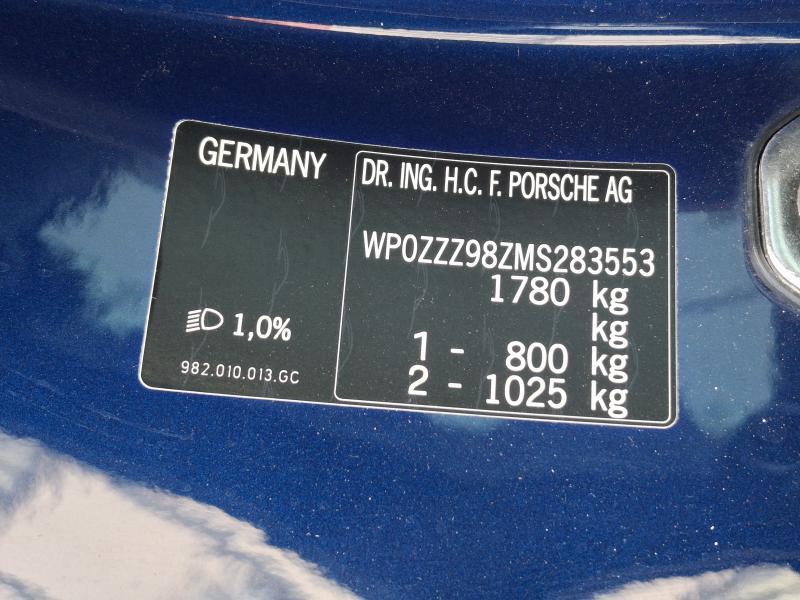 GERMANY
DR. ING. H.C. F. PORSCHE AG
WP0ZZZ98ZMS283553
1780 kg
kg
1 - 800 kg
2 - 1025 kg
1,0%
982.010.013.GC